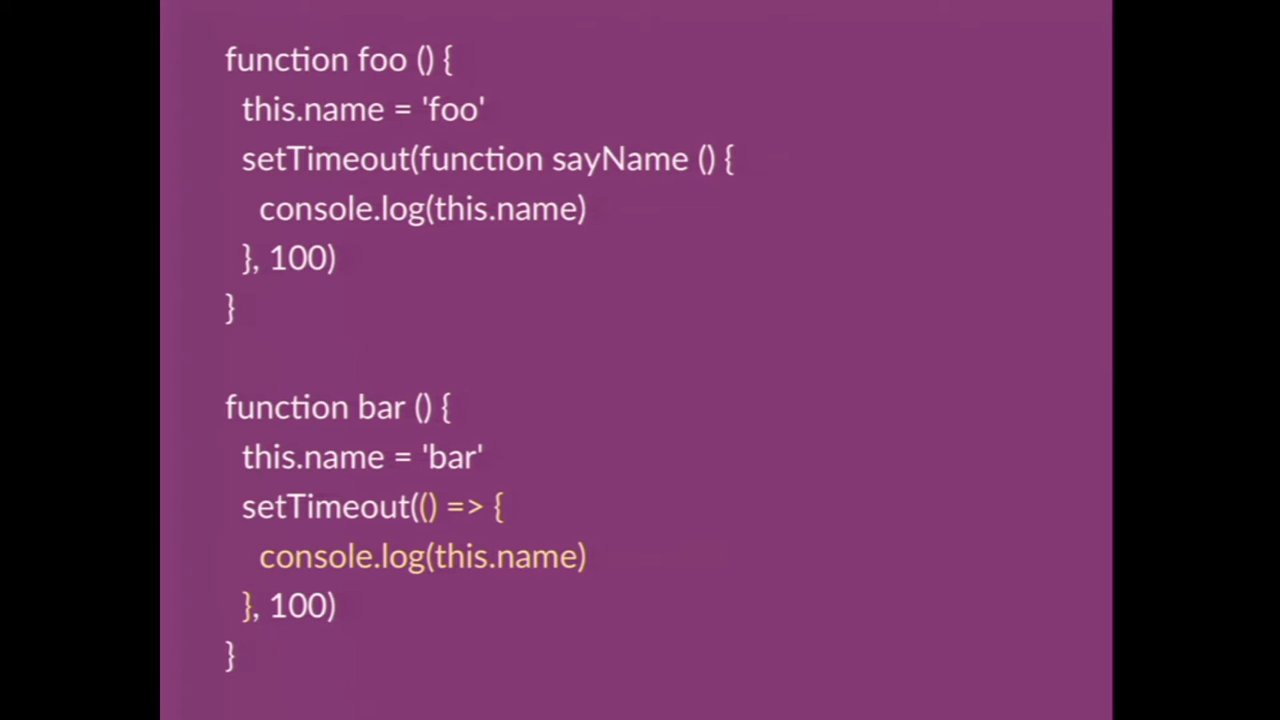 function foo () {
this.name = 'foo'
setTimeout(function sayName () {
console.log(this.name)
}, 100)
}
function bar () {
this.name = 'bar'
setTimeout(() => {
console.log(this.name)
}, 100)
}